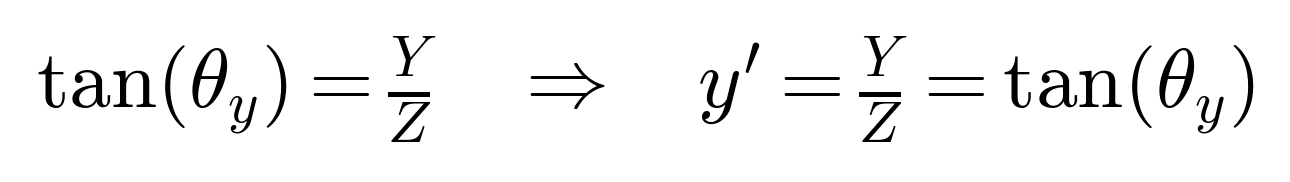 tan(θ_y) = Y/Z ⇒ y′ = Y/Z = tan(θ_y)